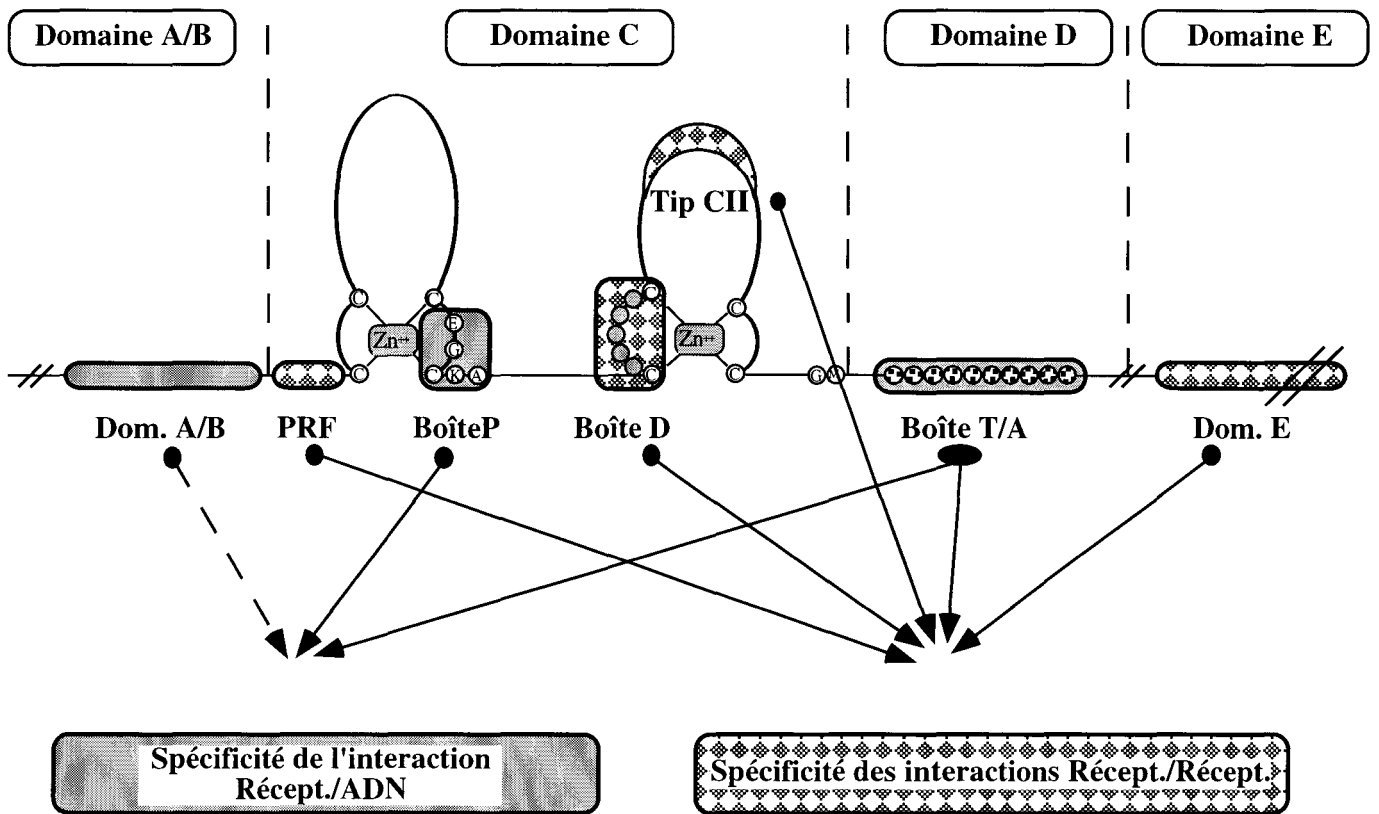 Domaine A/B
Domaine C
Domaine D
Domaine E
Tip CII
C
C
C
C
E
Zn++
Zn++
G
C
C
C
K
A
C
G
M
Dom. A/B
PRF
BoîteP
Boîte D
Boîte T/A
Dom. E
Spécificité de l'interaction
Récept./ADN
Spécificité des interactions Récept./Récept.